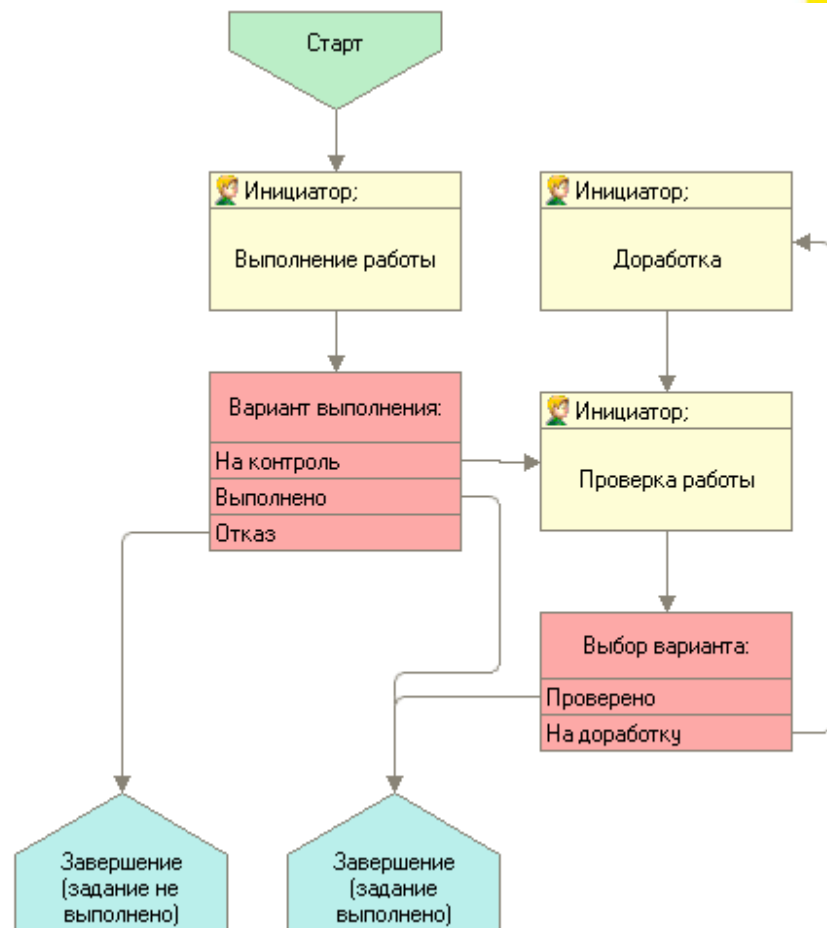 Старт
Инициатор;
Выполнение работы
Инициатор;
Доработка
Вариант выполнения:
На контроль
Выполнено
Отказ
Инициатор;
Проверка работы
Выбор варианта:
Проверено
На доработку
Завершение
(задание не
выполнено)
Завершение
(задание
выполнено)